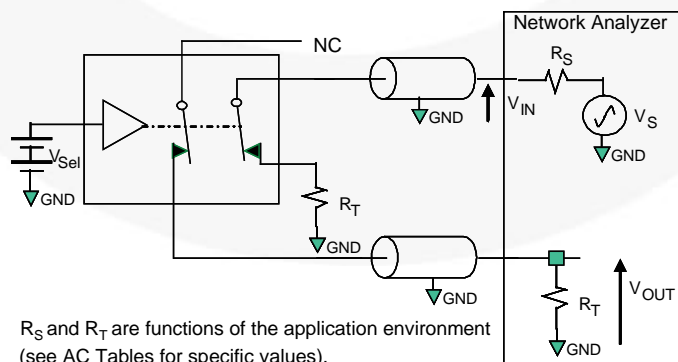 Network Analyzer
NC
R_S
V_IN
V_S
GND
GND
V_Sel
GND
R_T
GND
GND
R_T
V_OUT
GND
R_S and R_T are functions of the application environment
(see AC Tables for specific values).